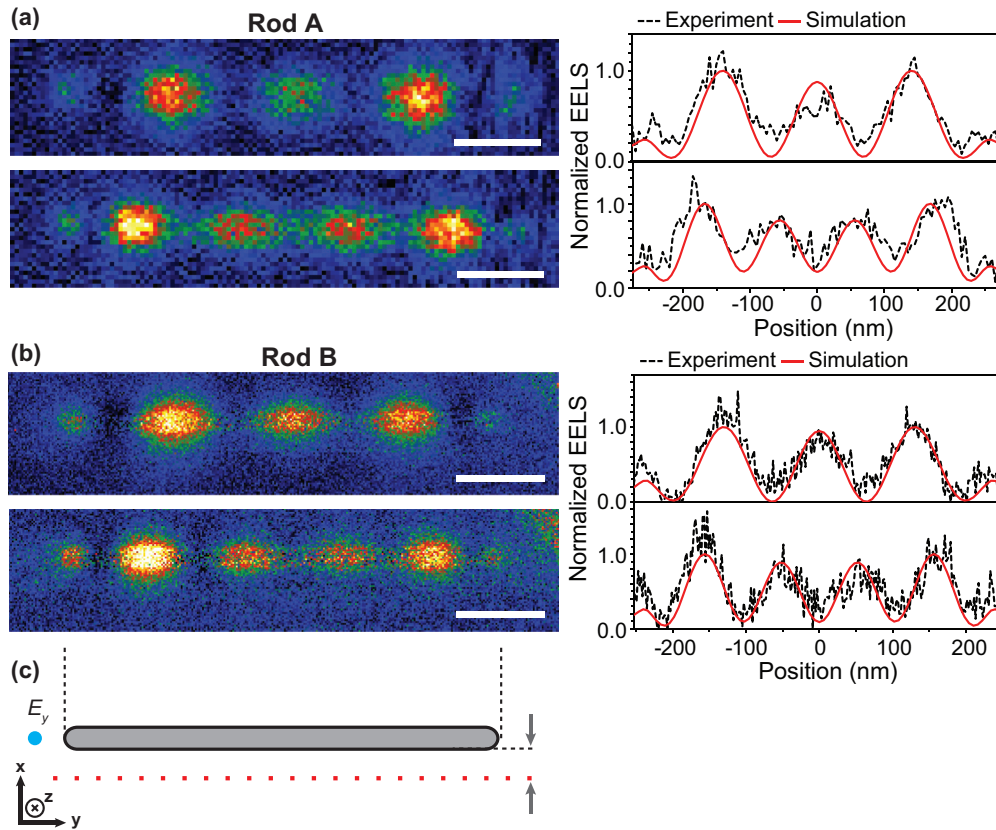 (a)
Rod A
Experiment Simulation
1.0
0.0
1.0
0.0
Normalized EELS
-200 -100 0 100 200
Position (nm)
(b)
Rod B
Experiment Simulation
1.0
0.0
1.0
0.0
Normalized EELS
-200 -100 0 100 200
Position (nm)
(c)
Ey
x
z
y